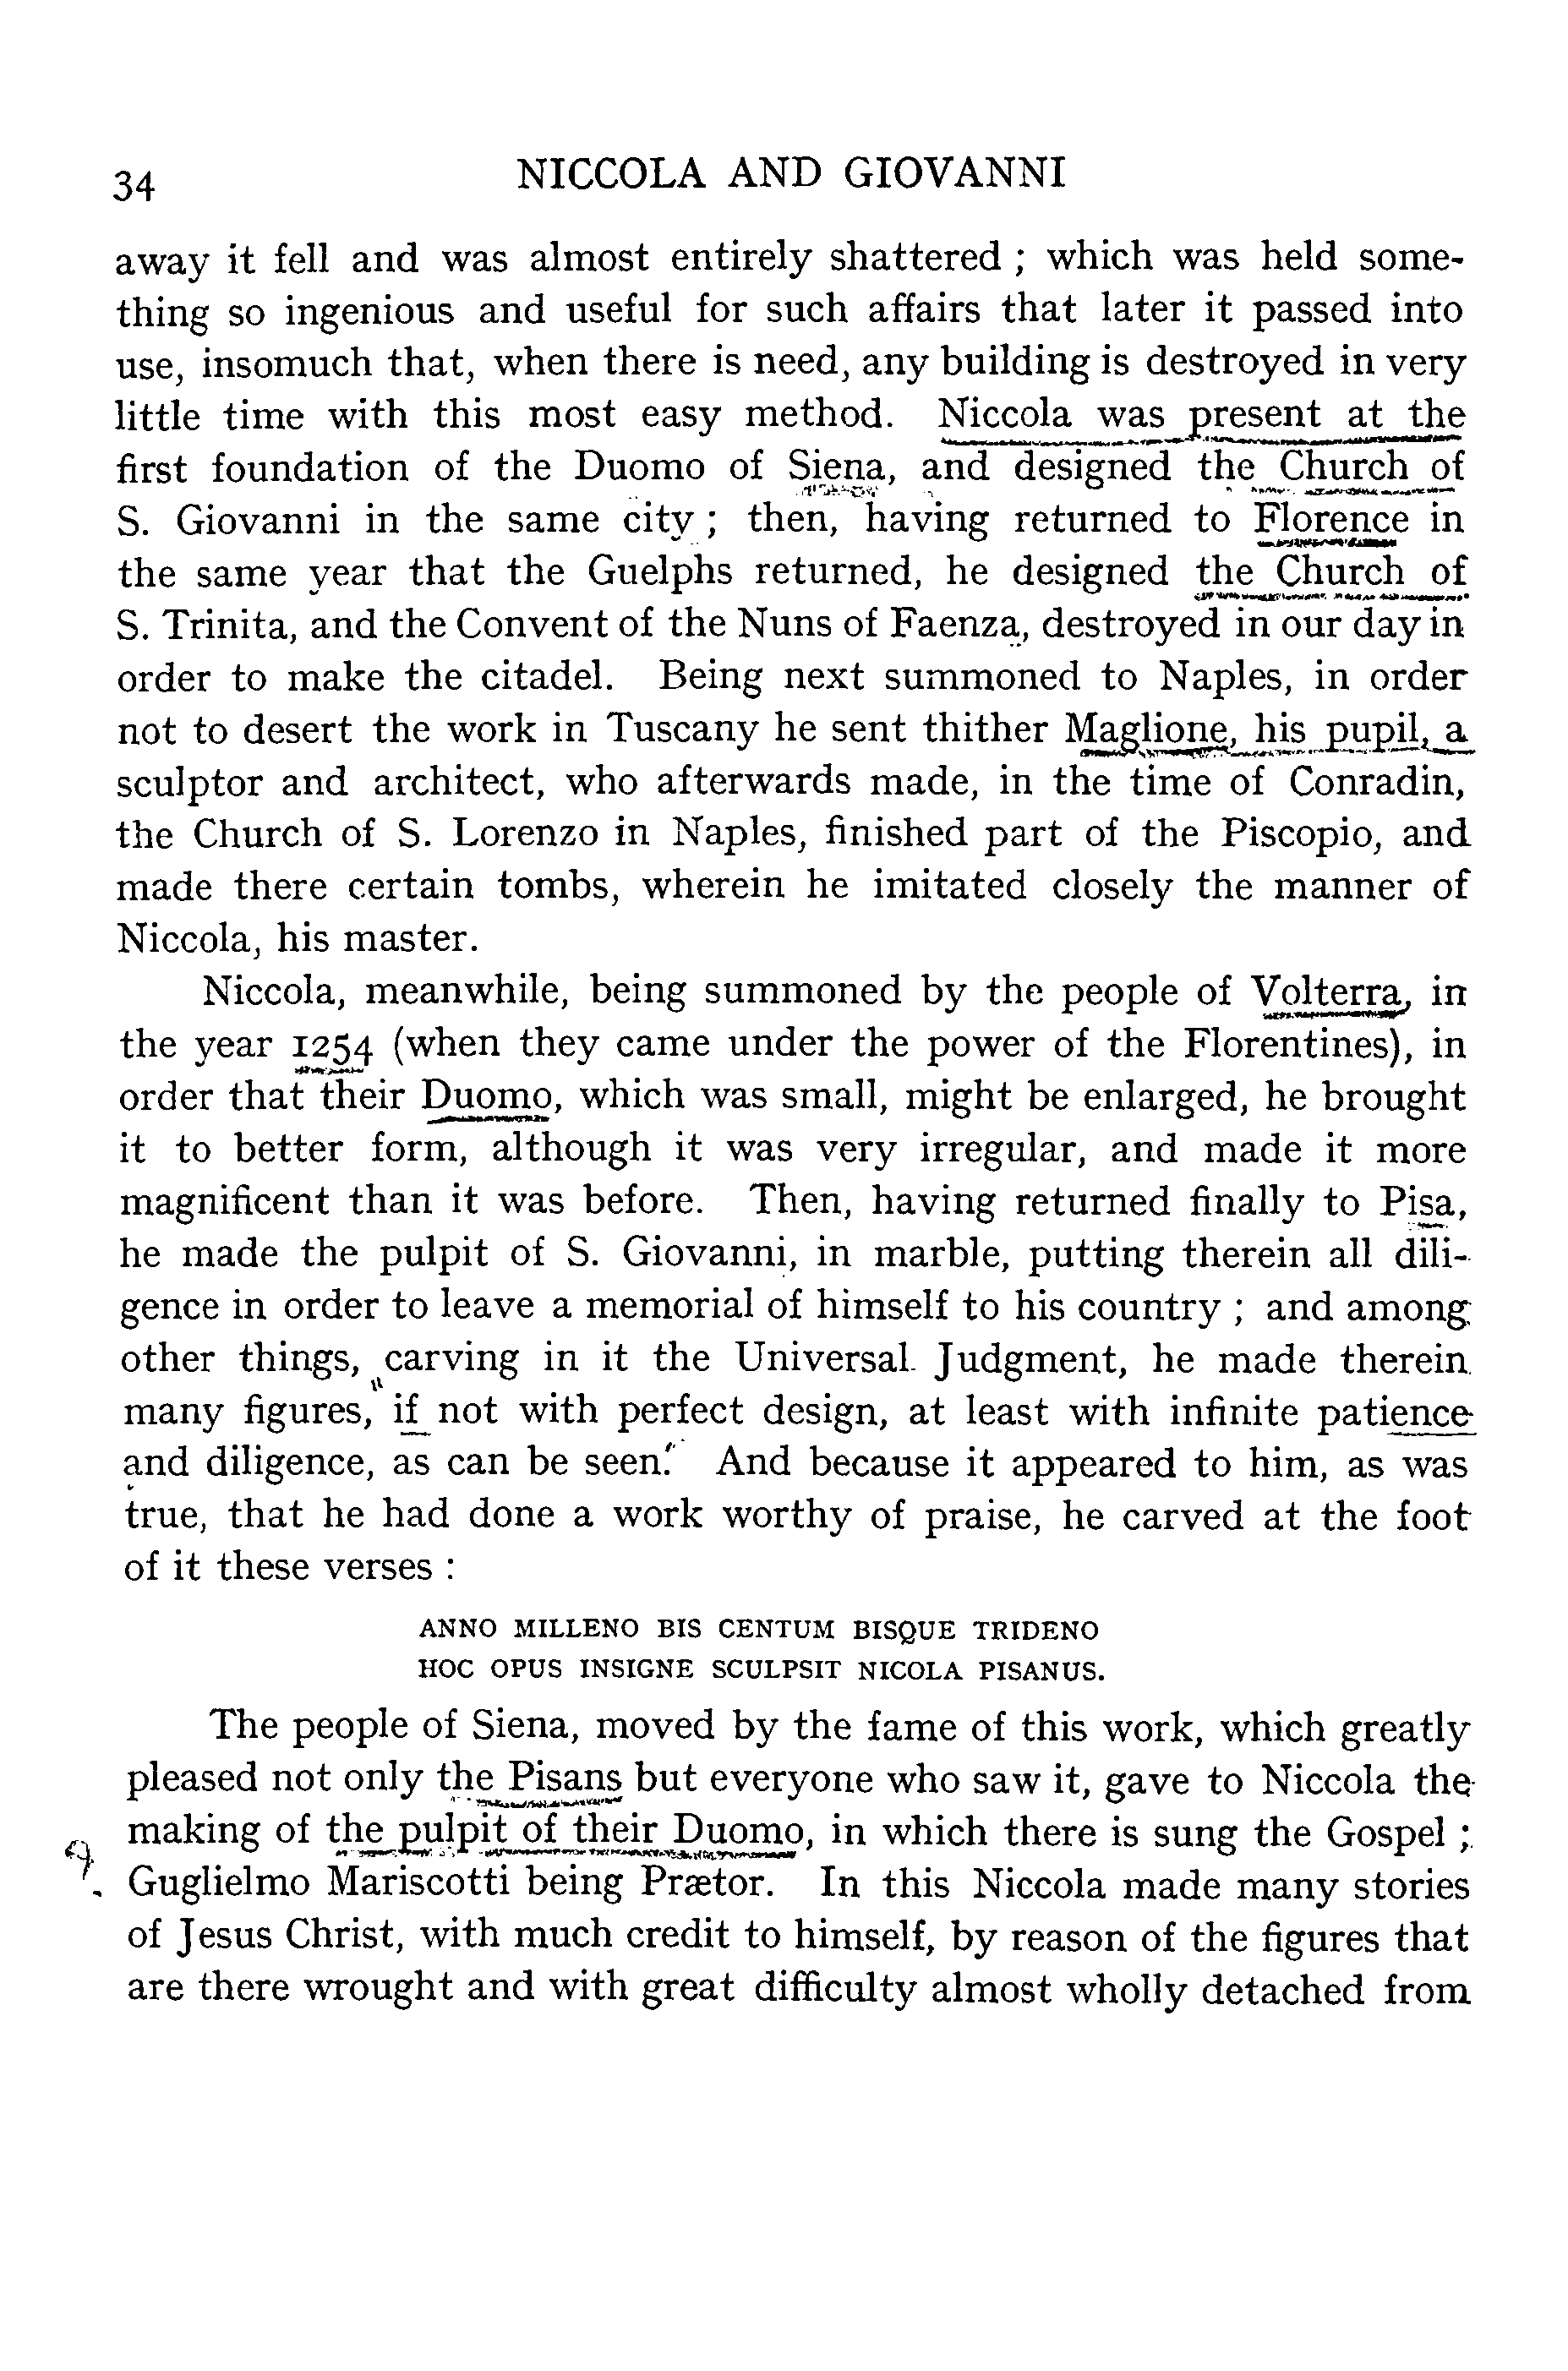 34 NICCOLA AND GIOVANNI
away it fell and was almost entirely shattered ; which was held some-
thing so ingenious and useful for such affairs that later it passed into
use, insomuch that, when there is need, any building is destroyed in very
little time with this most easy method. Niccola was present at the
first foundation of the Duomo of Siena, and designed the Church of
S. Giovanni in the same city ; then, having returned to Florence in
the same year that the Guelphs returned, he designed the Church of
S. Trinita, and the Convent of the Nuns of Faenza, destroyed in our day in
order to make the citadel. Being next summoned to Naples, in order
not to desert the work in Tuscany he sent thither Maglione, his pupil, a
sculptor and architect, who afterwards made, in the time of Conradin,
the Church of S. Lorenzo in Naples, finished part of the Piscopio, and
made there certain tombs, wherein he imitated closely the manner of
Niccola, his master.
Niccola, meanwhile, being summoned by the people of Volterra, in
the year 1254 (when they came under the power of the Florentines), in
order that their Duomo, which was small, might be enlarged, he brought
it to better form, although it was very irregular, and made it more
magnificent than it was before. Then, having returned finally to Pisa,
he made the pulpit of S. Giovanni, in marble, putting therein all dili-
gence in order to leave a memorial of himself to his country ; and among
other things, carving in it the Universal Judgment, he made therein
many figures, "if not with perfect design, at least with infinite patience
and diligence, as can be seen." And because it appeared to him, as was
true, that he had done a work worthy of praise, he carved at the foot
of it these verses :
ANNO MILLENO BIS CENTUM BISQUE TRIDENO
HOC OPUS INSIGNE SCULPSIT NICOLA PISANUS.
The people of Siena, moved by the fame of this work, which greatly
pleased not only the Pisans but everyone who saw it, gave to Niccola the
making of the pulpit of their Duomo, in which there is sung the Gospel ;
Guglielmo Mariscotti being Prætor. In this Niccola made many stories
of Jesus Christ, with much credit to himself, by reason of the figures that
are there wrought and with great difficulty almost wholly detached from